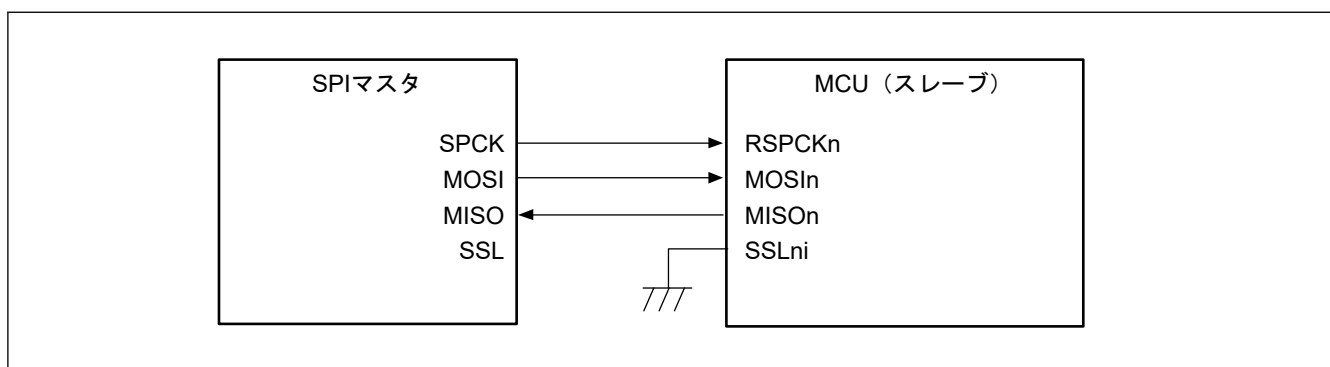 SPIマスタ
SPCK
MOSI
MISO
SSL
MCU（スレーブ）
RSPCKn
MOSIn
MISOn
SSLni